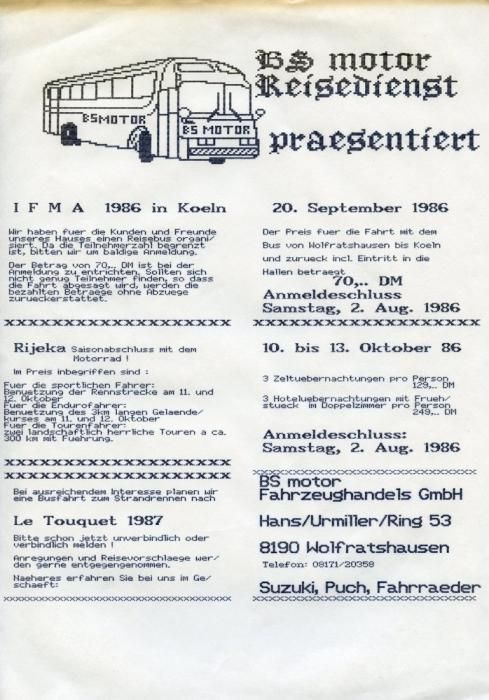 BS motor
Reisedienst
praesentiert
BSMOTOR
BS MOTOR
I F M A 1986 in Koeln
Wir haben fuer die Kunden und Freunde
unseres Hauses einen Reisebus organi/
siert. Da die Teilnehmerzahl begrenzt
ist, bitten wir um baldige Anmeldung.
Der Betrag von 70,.. DM ist bei der
Anmeldung zu entrichten. Sollten sich
nicht genug Teilnehmer finden, so dass
die Fahrt abgesagt wird, werden die
bezahlten Betraege ohne Abzuege
zurueckerstattet.
20. September 1986
Der Preis fuer die Fahrt mit dem
Bus von Wolfratshausen bis Koeln
und zurueck incl. Eintritt in die
Hallen betraegt
70,.. DM
Anmeldeschluss
Samstag, 2. Aug. 1986
XXXXXXXXXXXXXXXXXXXXXXXXXXXXX
XXXXXXXXXXXXXXXXXXXXXXXXXXXXX
Rijeka Saisonabschluss mit dem
Motorrad !
Im Preis inbegriffen sind :
Fuer die sportlichen Fahrer:
Benuetzung der Rennstrecke am 11. und
12. Oktober
Fuer die Endurofahrer:
Benuetzung des 3km langen Gelaende/
kurses am 11. und 12. Oktober
Fuer die Tourenfahrer:
zwei landschaftlich herrliche Touren a ca.
300 km mit Fuehrung.
10. bis 13. Oktober 86
3 Zeltuebernachtungen pro Person
129,.. DM
3 Hoteluebernachtungen mit Frueh/
stueck im Doppelzimmer pro Person
249,.. DM
Anmeldeschluss:
Samstag, 2. Aug. 1986
XXXXXXXXXXXXXXXXXXXXXXXXXXXXX
XXXXXXXXXXXXXXXXXXXXXXXXXXXXX
Bei ausreichendem Interesse planen wir
eine Busfahrt zum Strandrennen nach
Le Touquet 1987
Bitte schon jetzt unverbindlich oder
verbindlich melden !
Anregungen und Reisevorschlaege wer/
den gerne entgegengenommen.
Naeheres erfahren Sie bei uns im Ge/
schaeft:
XXXXXXXXXXXXXXXXXXXXXXXXXXXXXXXXXXXXX
XXXXXXXXXXXXXXXXXXXXXXXXXXXXXXXXXXXXX
BS motor
Fahrzeughandels GmbH
Hans/Urmiller/Ring 53
8190 Wolfratshausen
Telefon: 08171/20358
Suzuki, Puch, Fahrraeder
XXXXXXXXXXXXXXXXXXXXXXXXXXXXXXXXXXXXX